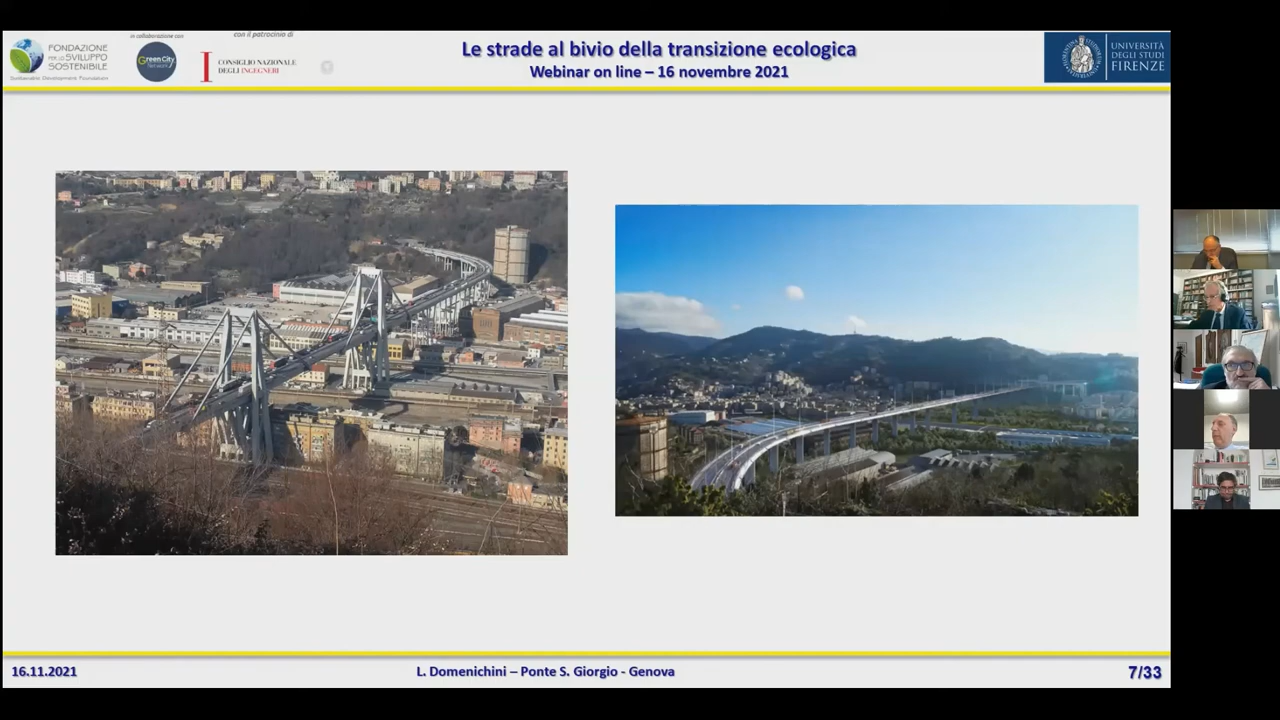 in collaborazione con
con il patrocinio di
FONDAZIONE
PER LO SVILUPPO
SOSTENIBILE
Sustainable Development Foundation
Green City
Network
CONSIGLIO NAZIONALE
DEGLI INGEGNERI
Le strade al bivio della transizione ecologica
Webinar on line – 16 novembre 2021
UNIVERSITÀ
DEGLI STUDI
FIRENZE
16.11.2021
L. Domenichini – Ponte S. Giorgio - Genova
7/33